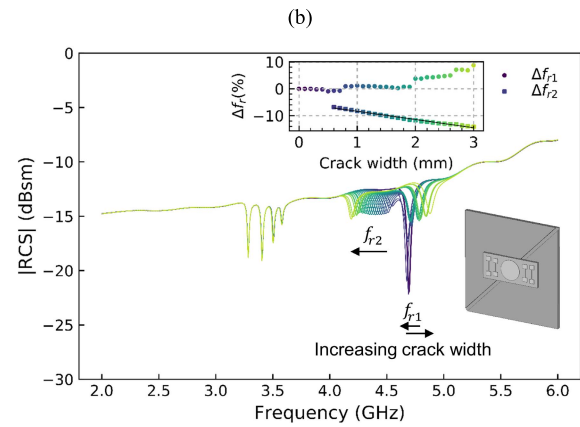 (b)
0
−5
−10
−15
−20
−25
−30
|RCS| (dBsm)
2.0 2.5 3.0 3.5 4.0 4.5 5.0 5.5 6.0
Frequency (GHz)
10
0
−10
Δfr(%)
0 1 2 3
Crack width (mm)
Δfr1
Δfr2
fr2
fr1
Increasing crack width